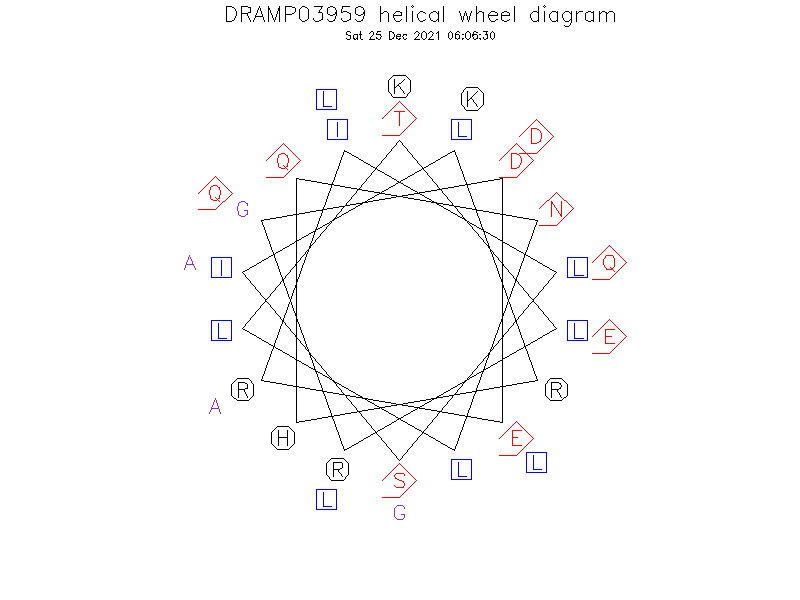 DRAMP03959 helical wheel diagram
Sat 25 Dec 2021 06:06:30
K
L K
T
I L
D
Q D
Q N
G
A I L Q
L L E
R R
A
H E
L
R L
S
L
G